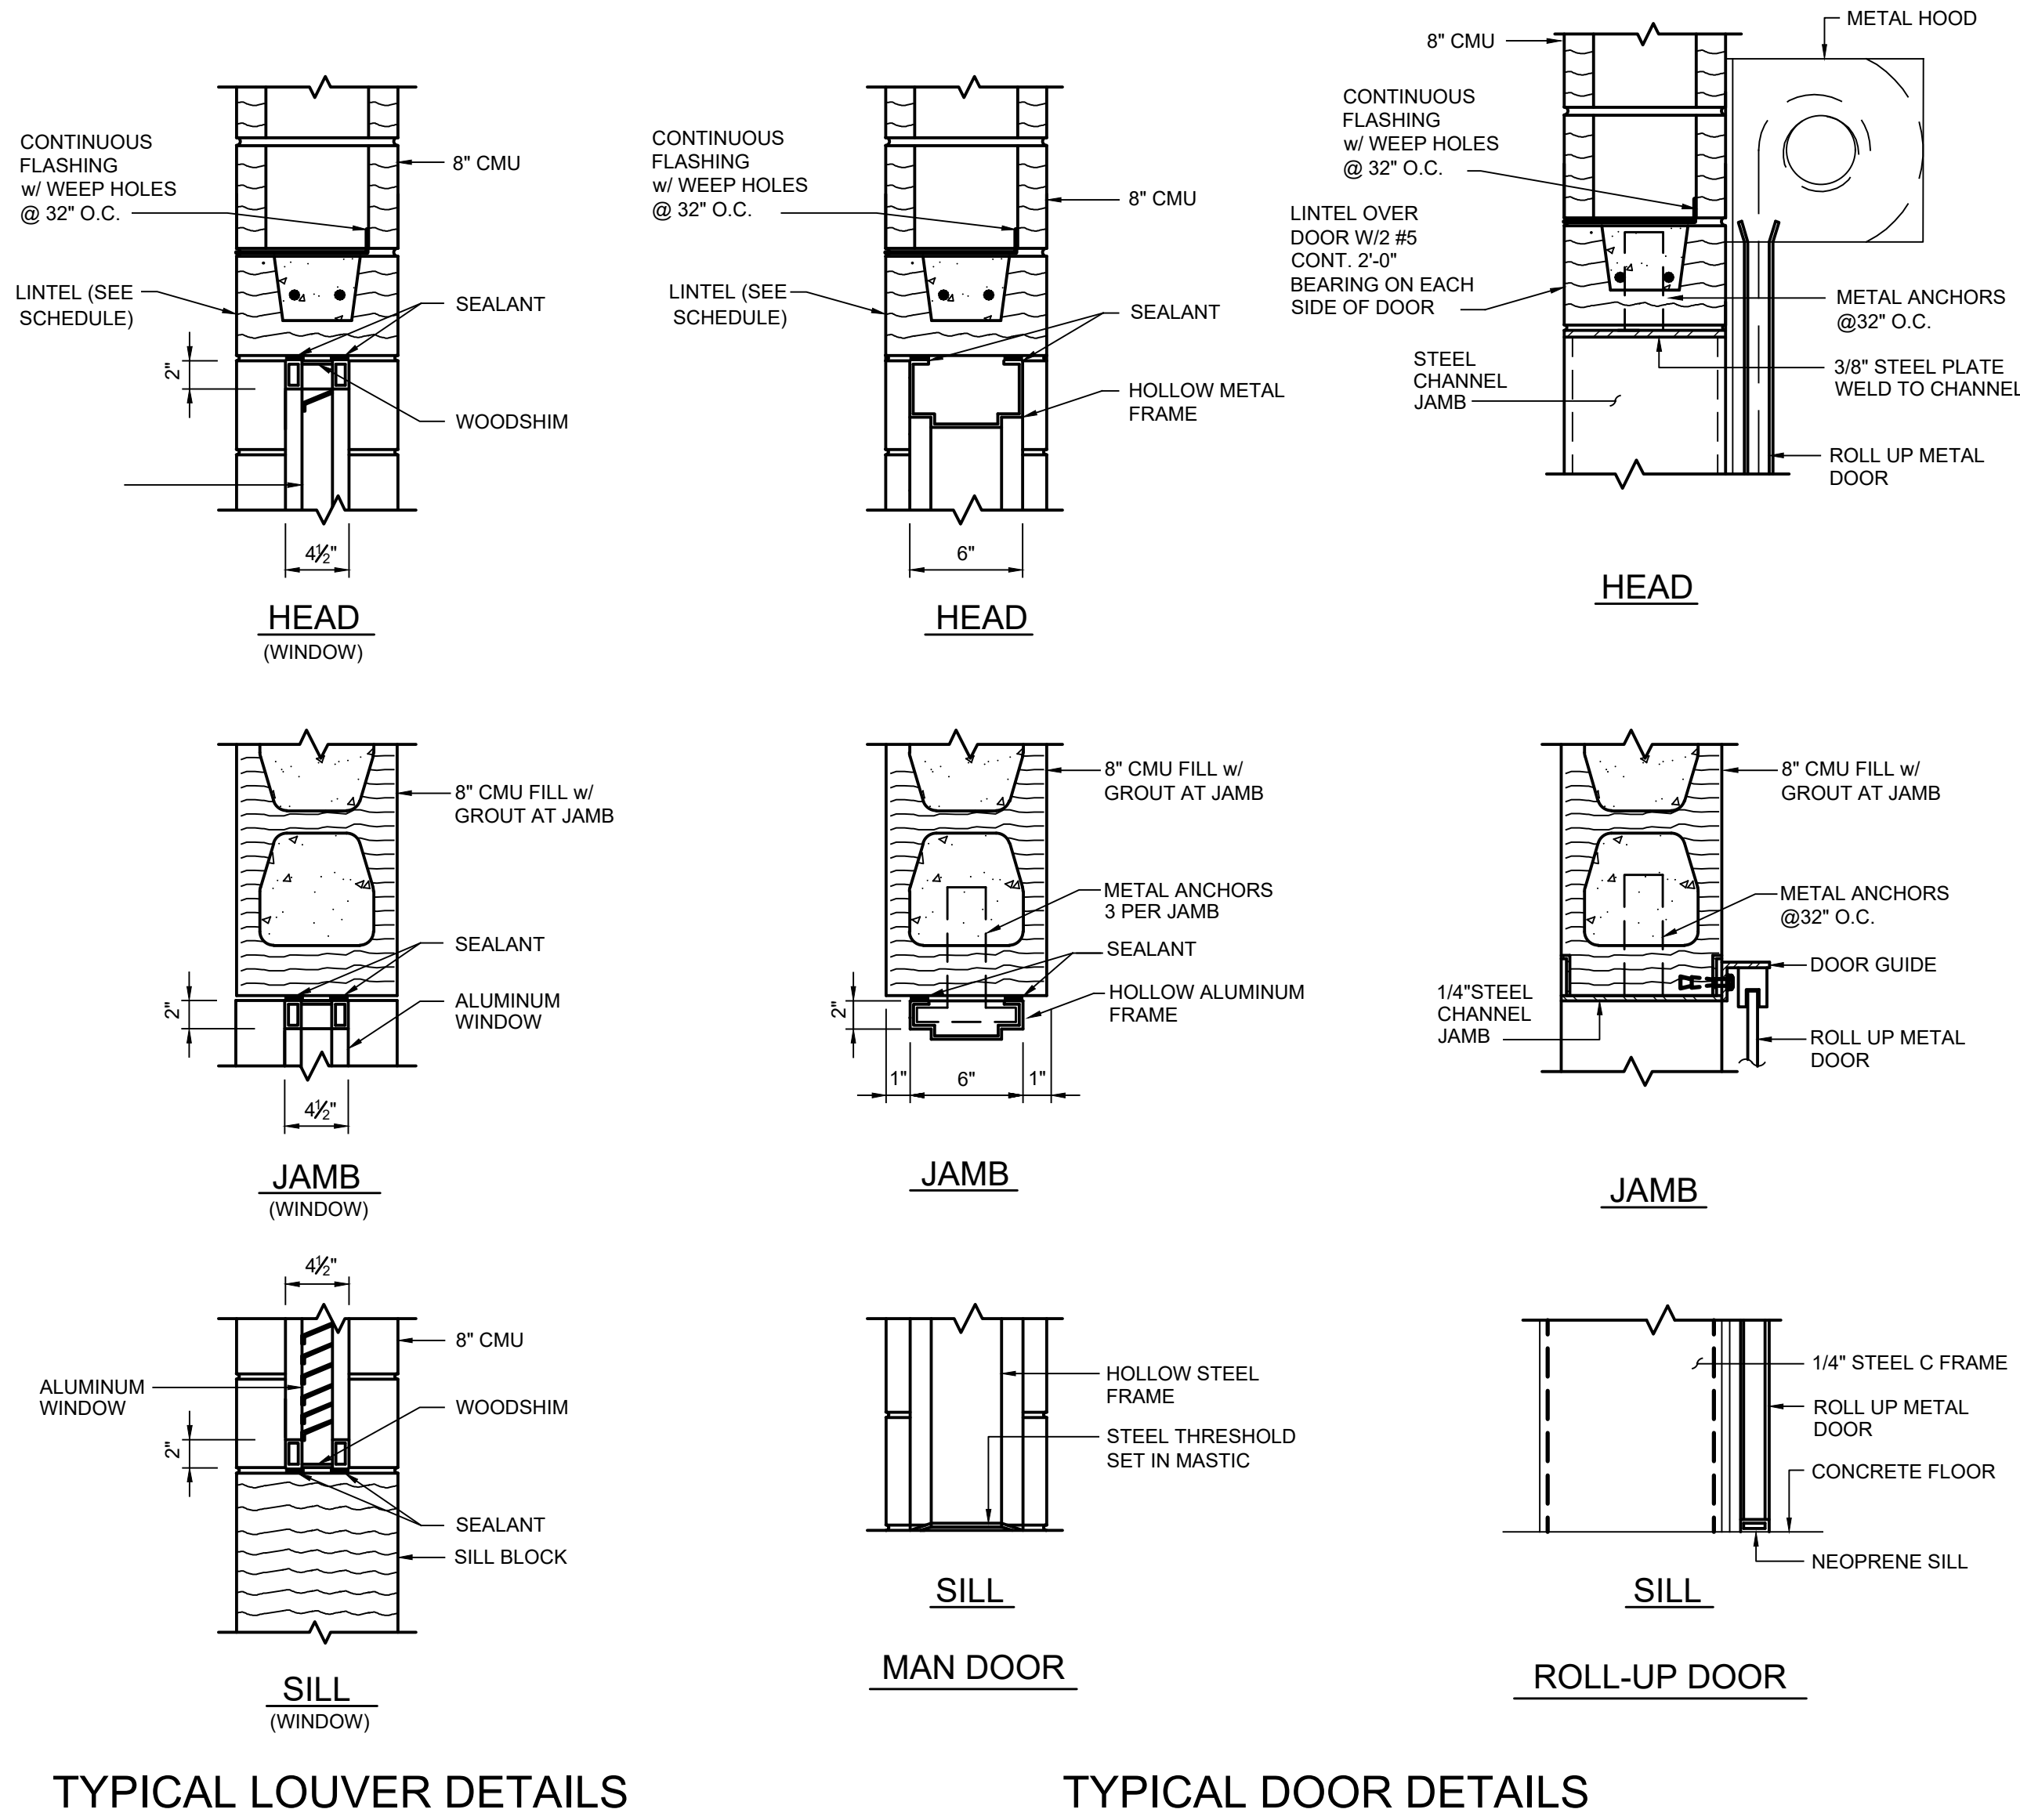 CONTINUOUS
FLASHING
w/ WEEP HOLES
@ 32" O.C.
8" CMU
LINTEL (SEE
SCHEDULE)
SEALANT
2"
WOODSHIM
4½"
HEAD
(WINDOW)
CONTINUOUS
FLASHING
w/ WEEP HOLES
@ 32" O.C.
8" CMU
LINTEL (SEE
SCHEDULE)
SEALANT
HOLLOW METAL
FRAME
6"
HEAD
METAL HOOD
8" CMU
CONTINUOUS
FLASHING
w/ WEEP HOLES
@ 32" O.C.
LINTEL OVER
DOOR W/2 #5
CONT. 2'-0"
BEARING ON EACH
SIDE OF DOOR
METAL ANCHORS
@32" O.C.
STEEL
CHANNEL
JAMB
3/8" STEEL PLATE
WELD TO CHANNEL
ROLL UP METAL
DOOR
HEAD
8" CMU FILL w/
GROUT AT JAMB
SEALANT
2"
ALUMINUM
WINDOW
4½"
JAMB
(WINDOW)
8" CMU FILL w/
GROUT AT JAMB
METAL ANCHORS
3 PER JAMB
SEALANT
2"
HOLLOW ALUMINUM
FRAME
1"
6"
1"
JAMB
8" CMU FILL w/
GROUT AT JAMB
METAL ANCHORS
@32" O.C.
DOOR GUIDE
1/4"STEEL
CHANNEL
JAMB
ROLL UP METAL
DOOR
JAMB
4½"
8" CMU
ALUMINUM
WINDOW
WOODSHIM
2"
SEALANT
SILL BLOCK
SILL
(WINDOW)
HOLLOW STEEL
FRAME
STEEL THRESHOLD
SET IN MASTIC
SILL
MAN DOOR
1/4" STEEL C FRAME
ROLL UP METAL
DOOR
CONCRETE FLOOR
NEOPRENE SILL
SILL
ROLL-UP DOOR
TYPICAL LOUVER DETAILS
TYPICAL DOOR DETAILS